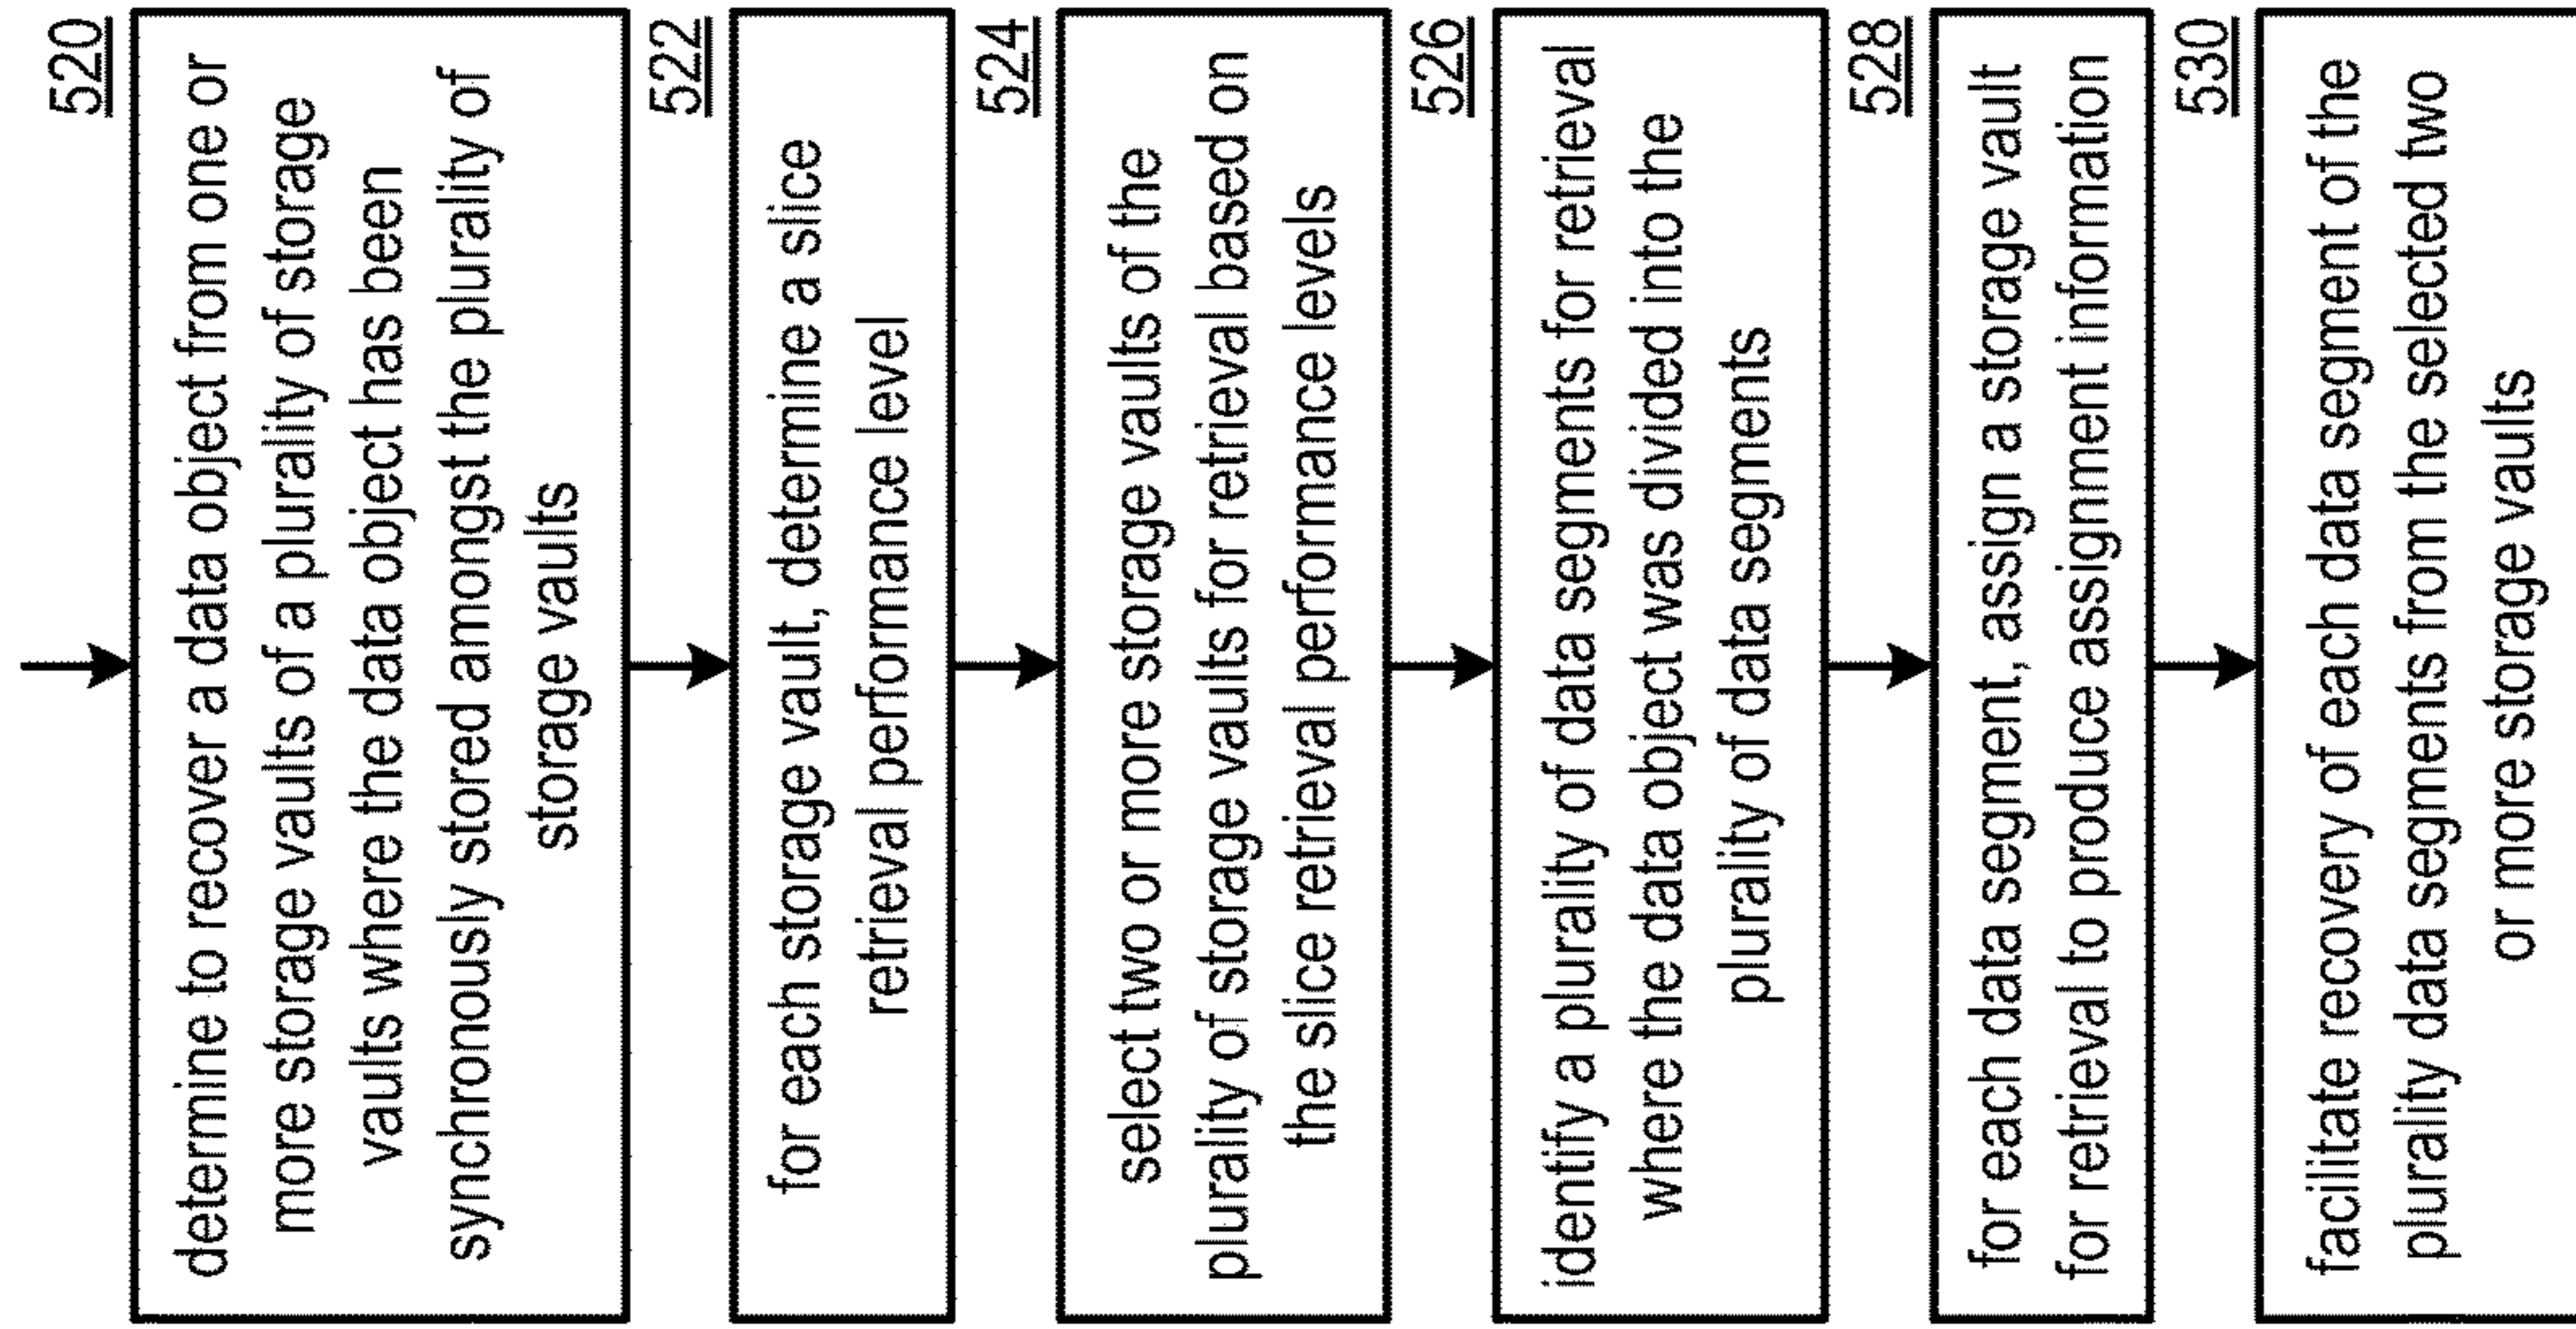 520
determine to recover a data object from one or
more storage vaults of a plurality of storage
vaults where the data object has been
synchronously stored amongst the plurality of
storage vaults
522
for each storage vault, determine a slice
retrieval performance level
524
select two or more storage vaults of the
plurality of storage vaults for retrieval based on
the slice retrieval performance levels
526
identify a plurality of data segments for retrieval
where the data object was divided into the
plurality of data segments
528
for each data segment, assign a storage vault
for retrieval to produce assignment information
530
facilitate recovery of each data segment of the
plurality data segments from the selected two
or more storage vaults